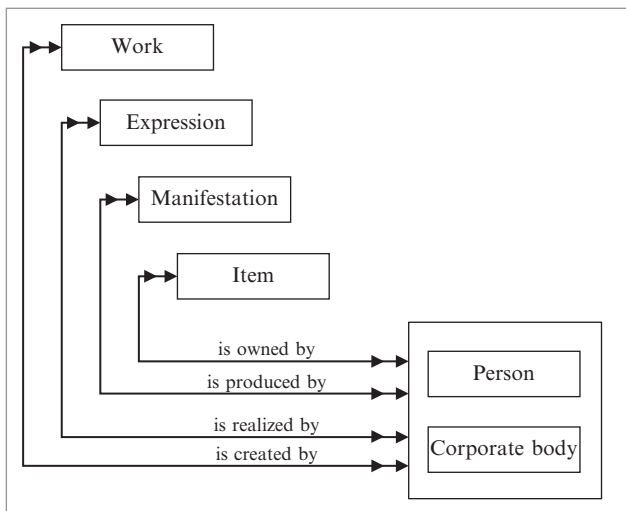 Work
Expression
Manifestation
Item
is owned by
Person
is produced by
is realized by
Corporate body
is created by